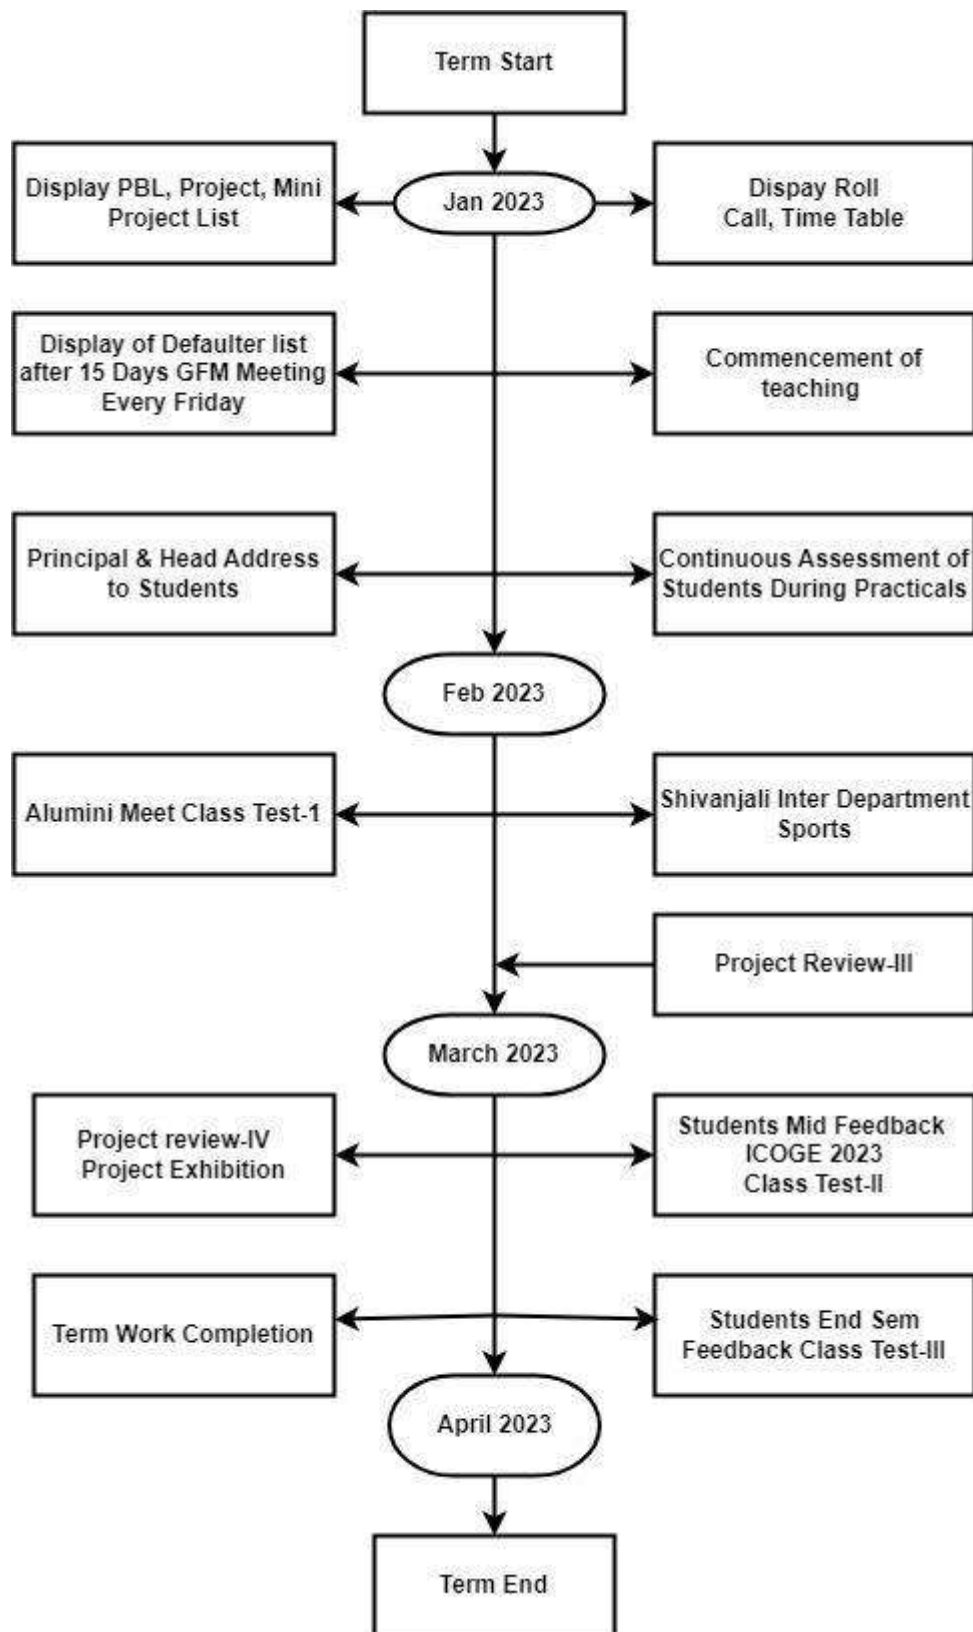 Term Start
Display PBL, Project, Mini
Project List
Jan 2023
Dispay Roll
Call, Time Table
Display of Defaulter list
after 15 Days GFM Meeting
Every Friday
Commencement of
teaching
Principal & Head Address
to Students
Continuous Assessment of
Students During Practicals
Feb 2023
Alumini Meet Class Test-1
Shivanjali Inter Department
Sports
Project Review-III
March 2023
Project review-IV
Project Exhibition
Students Mid Feedback
ICOGE 2023
Class Test-II
Term Work Completion
Students End Sem
Feedback Class Test-III
April 2023
Term End